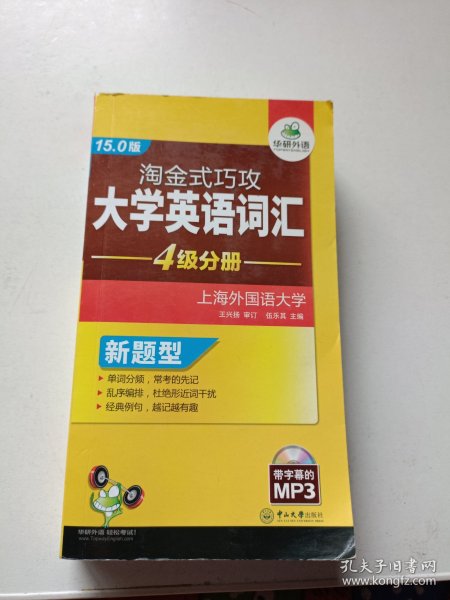 15.0版
华研外语
淘金式巧攻
大学英语词汇
4级分册
上海外国语大学
王兴扬 审订 伍乐其 主编
新题型
单词分频，常考的先记
乱序编排，杜绝形近词干扰
经典例句，越记越有趣
带字幕的
MP3
华研外语 轻松考试!
www.TopwayEnglish.com
中山大学出版社
孔夫子旧书网
www.kongfz.com